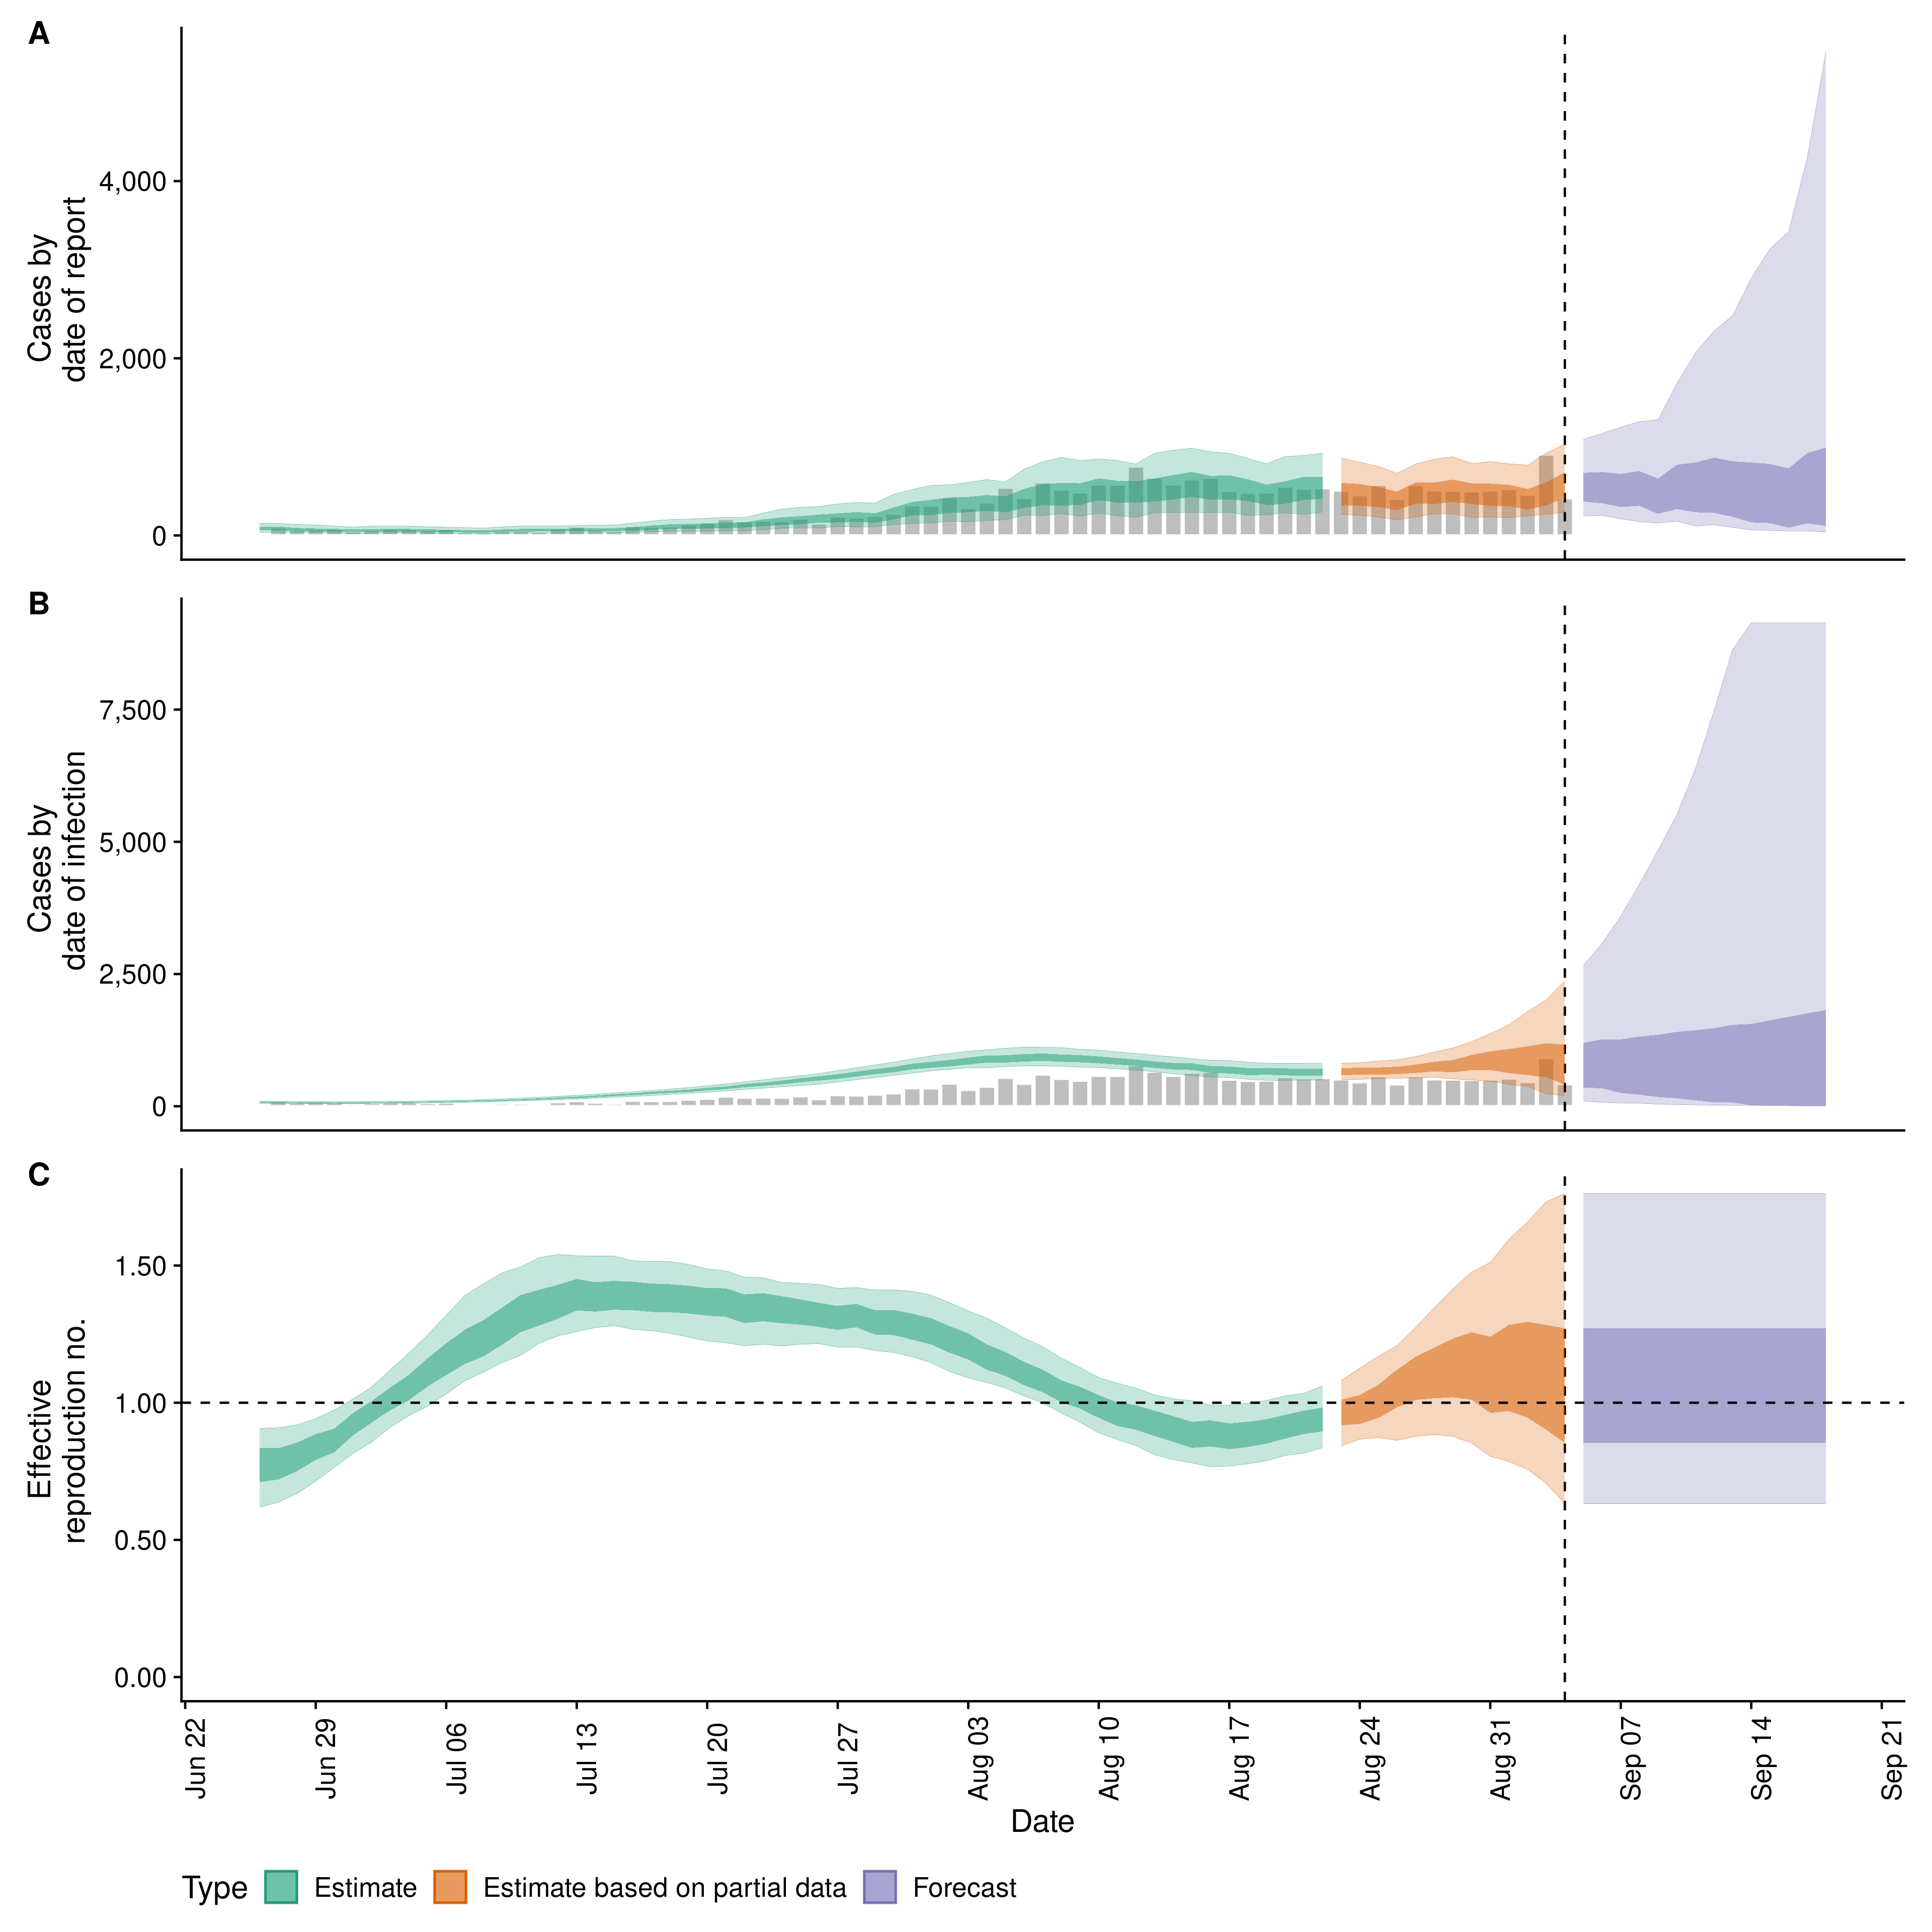 A
Cases by
date of report
4,000
2,000
0
B
Cases by
date of infection
7,500
5,000
2,500
0
C
Effective
reproduction no.
1.50
1.00
0.50
0.00
Jun 22
Jun 29
Jul 06
Jul 13
Jul 20
Jul 27
Aug 03
Aug 10
Aug 17
Aug 24
Aug 31
Sep 07
Sep 14
Sep 21
Date
Type Estimate Estimate based on partial data Forecast